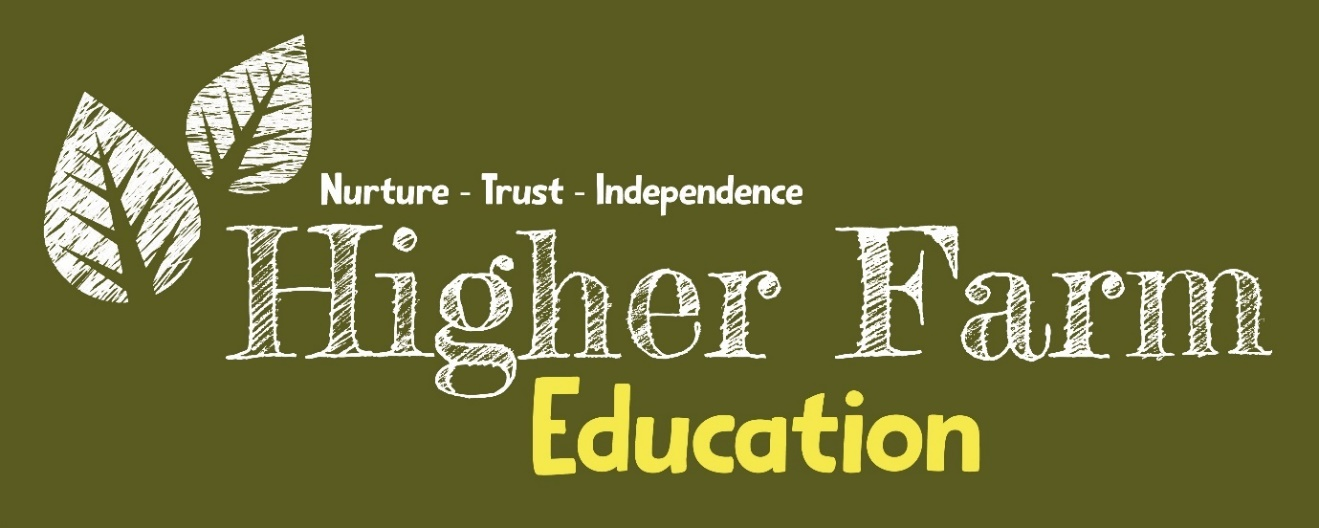 Nurture - Trust - Independence
Higher Farm
Education